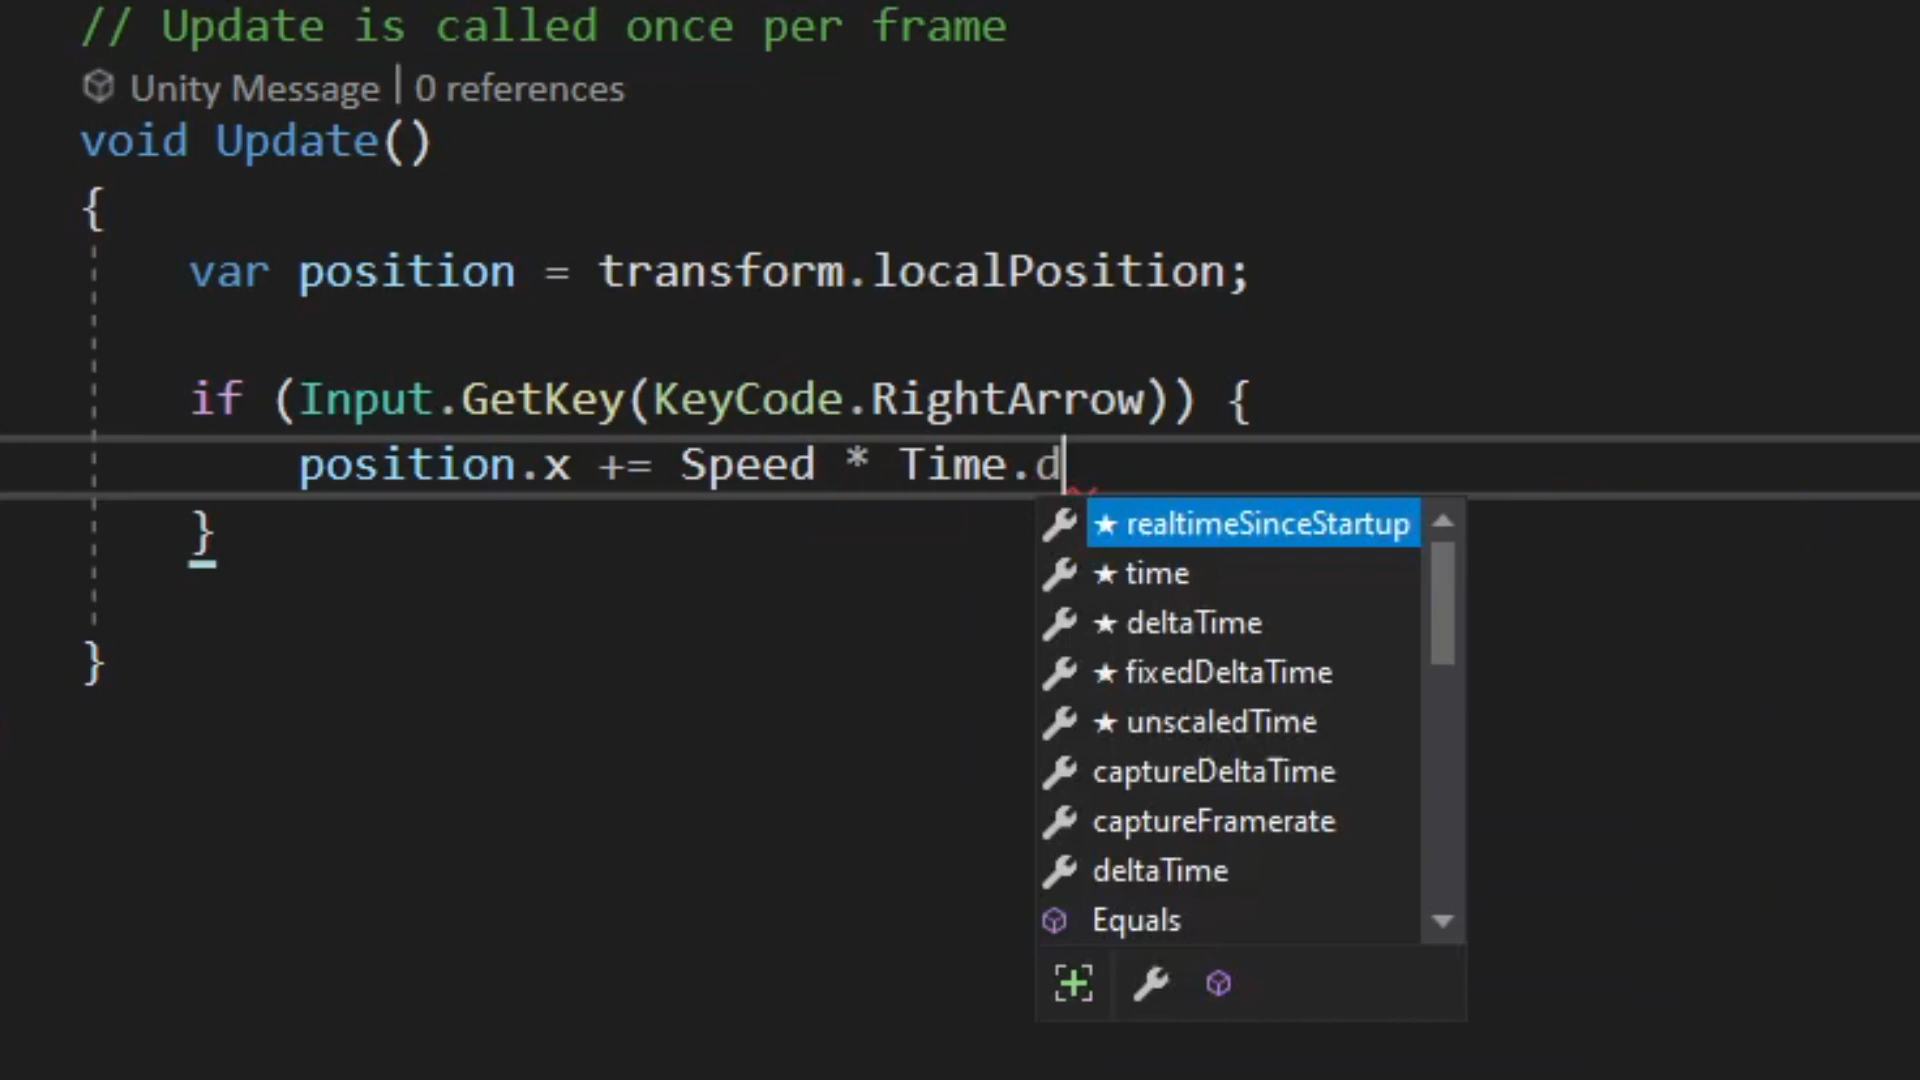 // Update is called once per frame
Unity Message | 0 references
void Update()
{
var position = transform.localPosition;
if (Input.GetKey(KeyCode.RightArrow)) {
position.x += Speed * Time.d
}
}
★ realtimeSinceStartup
★ time
★ deltaTime
★ fixedDeltaTime
★ unscaledTime
captureDeltaTime
captureFramerate
deltaTime
Equals